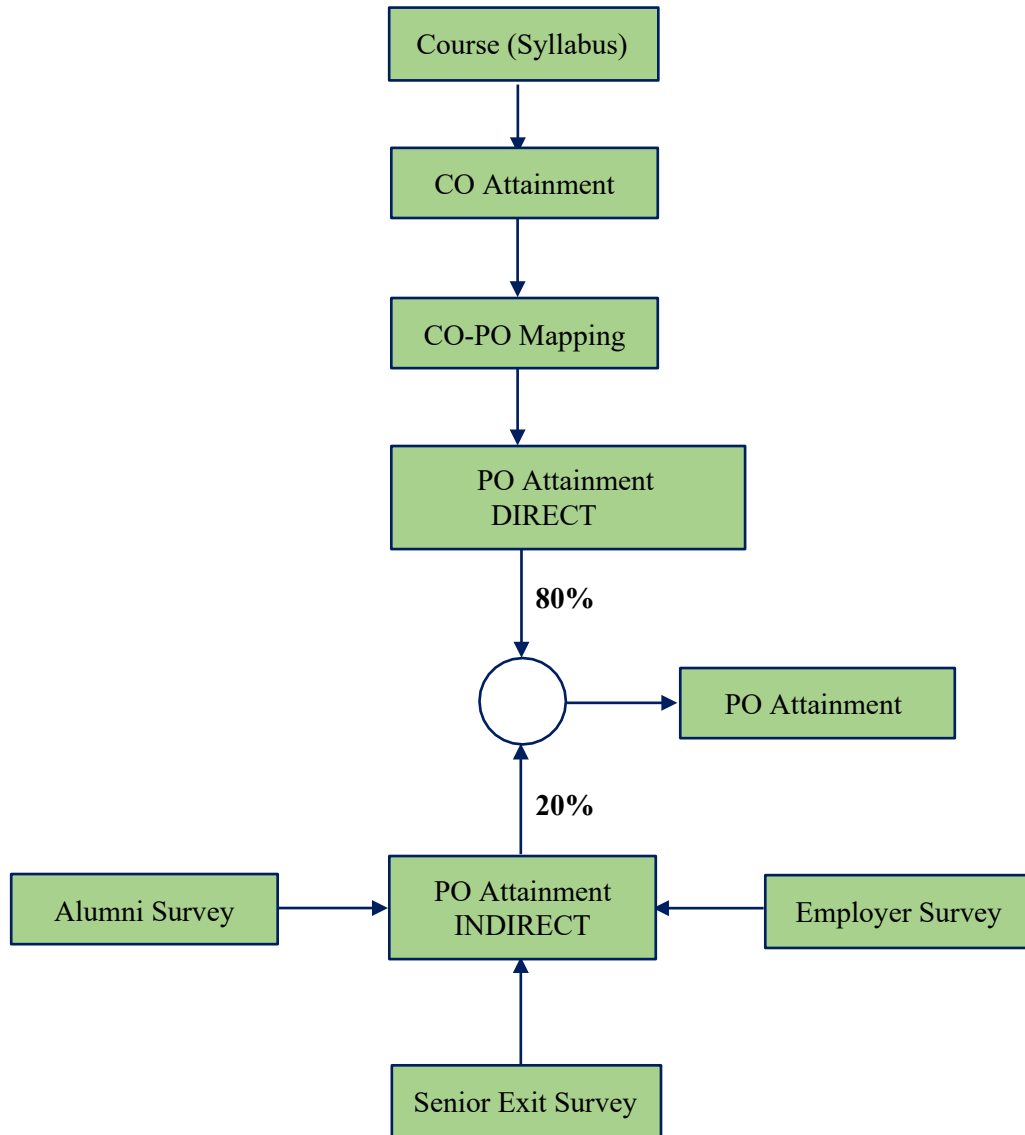 Course (Syllabus)
CO Attainment
CO-PO Mapping
PO Attainment
DIRECT
80%
PO Attainment
20%
Alumni Survey
PO Attainment
INDIRECT
Employer Survey
Senior Exit Survey